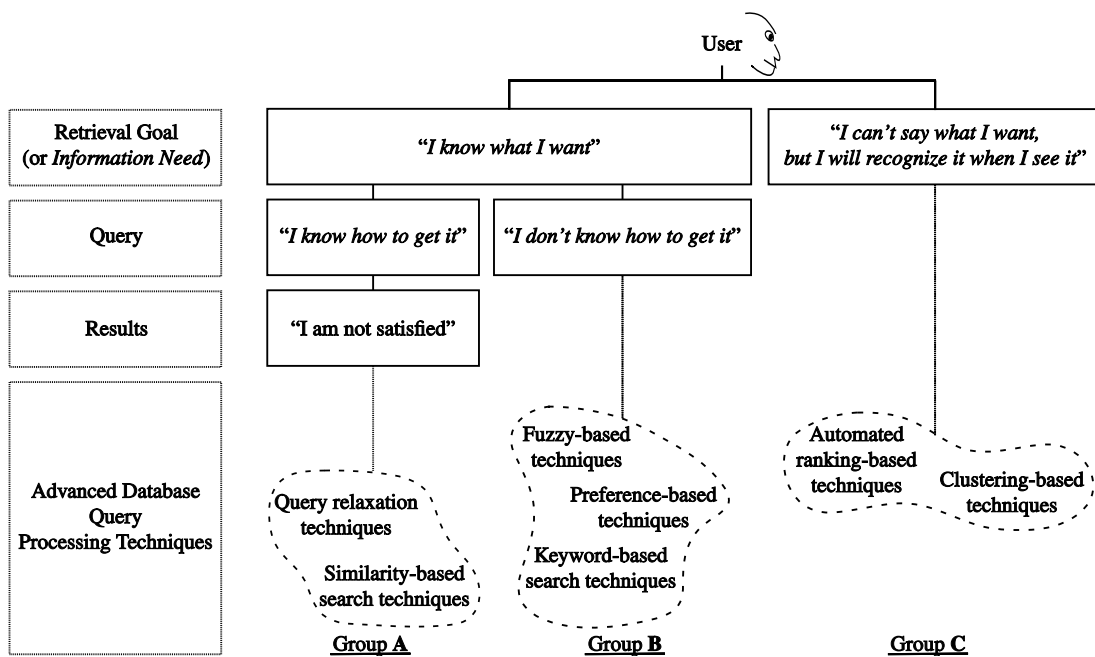 User
Retrieval Goal
(or Information Need)
“I know what I want”
“I can’t say what I want,
but I will recognize it when I see it”
Query
“I know how to get it”
“I don’t know how to get it”
Results
“I am not satisfied”
Advanced Database
Query
Processing Techniques
Query relaxation
techniques
Similarity-based
search techniques
Fuzzy-based
techniques
Preference-based
techniques
Keyword-based
search techniques
Automated
ranking-based
techniques
Clustering-based
techniques
Group A
Group B
Group C